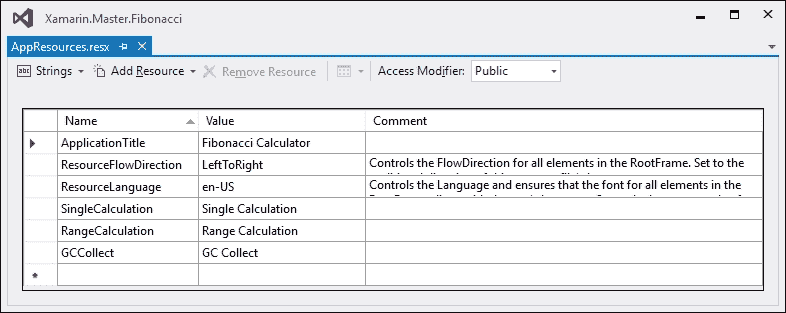 Xamarin.Master.Fibonacci
AppResources.resx
Strings Add Resource Remove Resource Access Modifier: Public
Name Value Comment
ApplicationTitle Fibonacci Calculator
ResourceFlowDirection LeftToRight Controls the FlowDirection for all elements in the RootFrame. Set to the
ResourceLanguage en-US Controls the Language and ensures that the font for all elements in the
SingleCalculation Single Calculation
RangeCalculation Range Calculation
GCCollect GC Collect
*